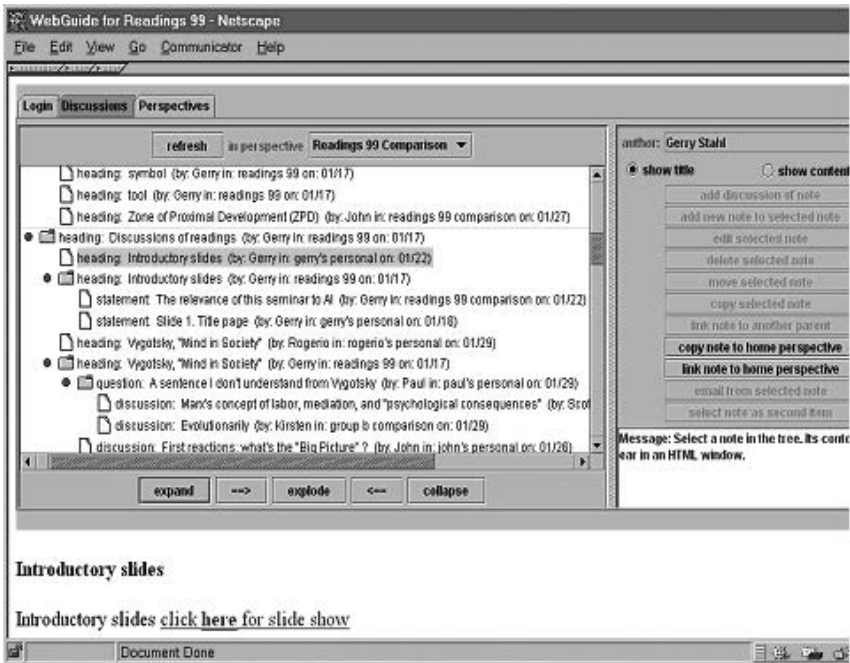 WebGuide for Readings 99 - Netscape
File Edit View Go Communicator Help
Login Discussions Perspectives
refresh in perspective Readings 99 Comparison
heading: symbol (by: Gerry in: readings 99 on: 01/17)
heading: tool (by: Gerry in: readings 99 on: 01/17)
heading: Zone of Proximal Development (ZPD) (by: John in: readings 99 comparison on: 01/27)
heading: Discussions of readings (by: Gerry in: readings 99 on: 01/17)
heading: Introductory slides (by: Gerry in: gerry's personal on: 01/22)
heading: Introductory slides (by: Gerry in: readings 99 on: 01/17)
statement: The relevance of this seminar to AI (by: Gerry in: readings 99 comparison on: 01/22)
statement: Slide 1. Title page (by: Gerry in: gerry's personal on: 01/18)
heading: Vygotsky, "Mind in Society" (by: Rogerio in: rogerio's personal on: 01/29)
heading: Vygotsky, "Mind in Society" (by: Gerry in: readings 99 on: 01/17)
question: A sentence I don't understand from Vygotsky (by: Paul in: paul's personal on: 01/29)
discussion: Marx's concept of labor, mediation, and "psychological consequences" (by: Scot
discussion: Evolutionarily (by: Kirsten in: group b comparison on: 01/29)
discussion: First reactions: what's the "Big Picture" ? (by: John in: john's personal on: 01/26)
expand ==> explode <== collapse
author: Gerry Stahl
show title show content
add discussion of note
add new note to selected note
edit selected note
delete selected note
move selected note
copy selected note
link note to another parent
copy note to home perspective
link note to home perspective
email from selected note
select note as second item
Message: Select a note in the tree. Its conte
ear in an HTML window.
Introductory slides
Introductory slides click here for slide show
Document Done